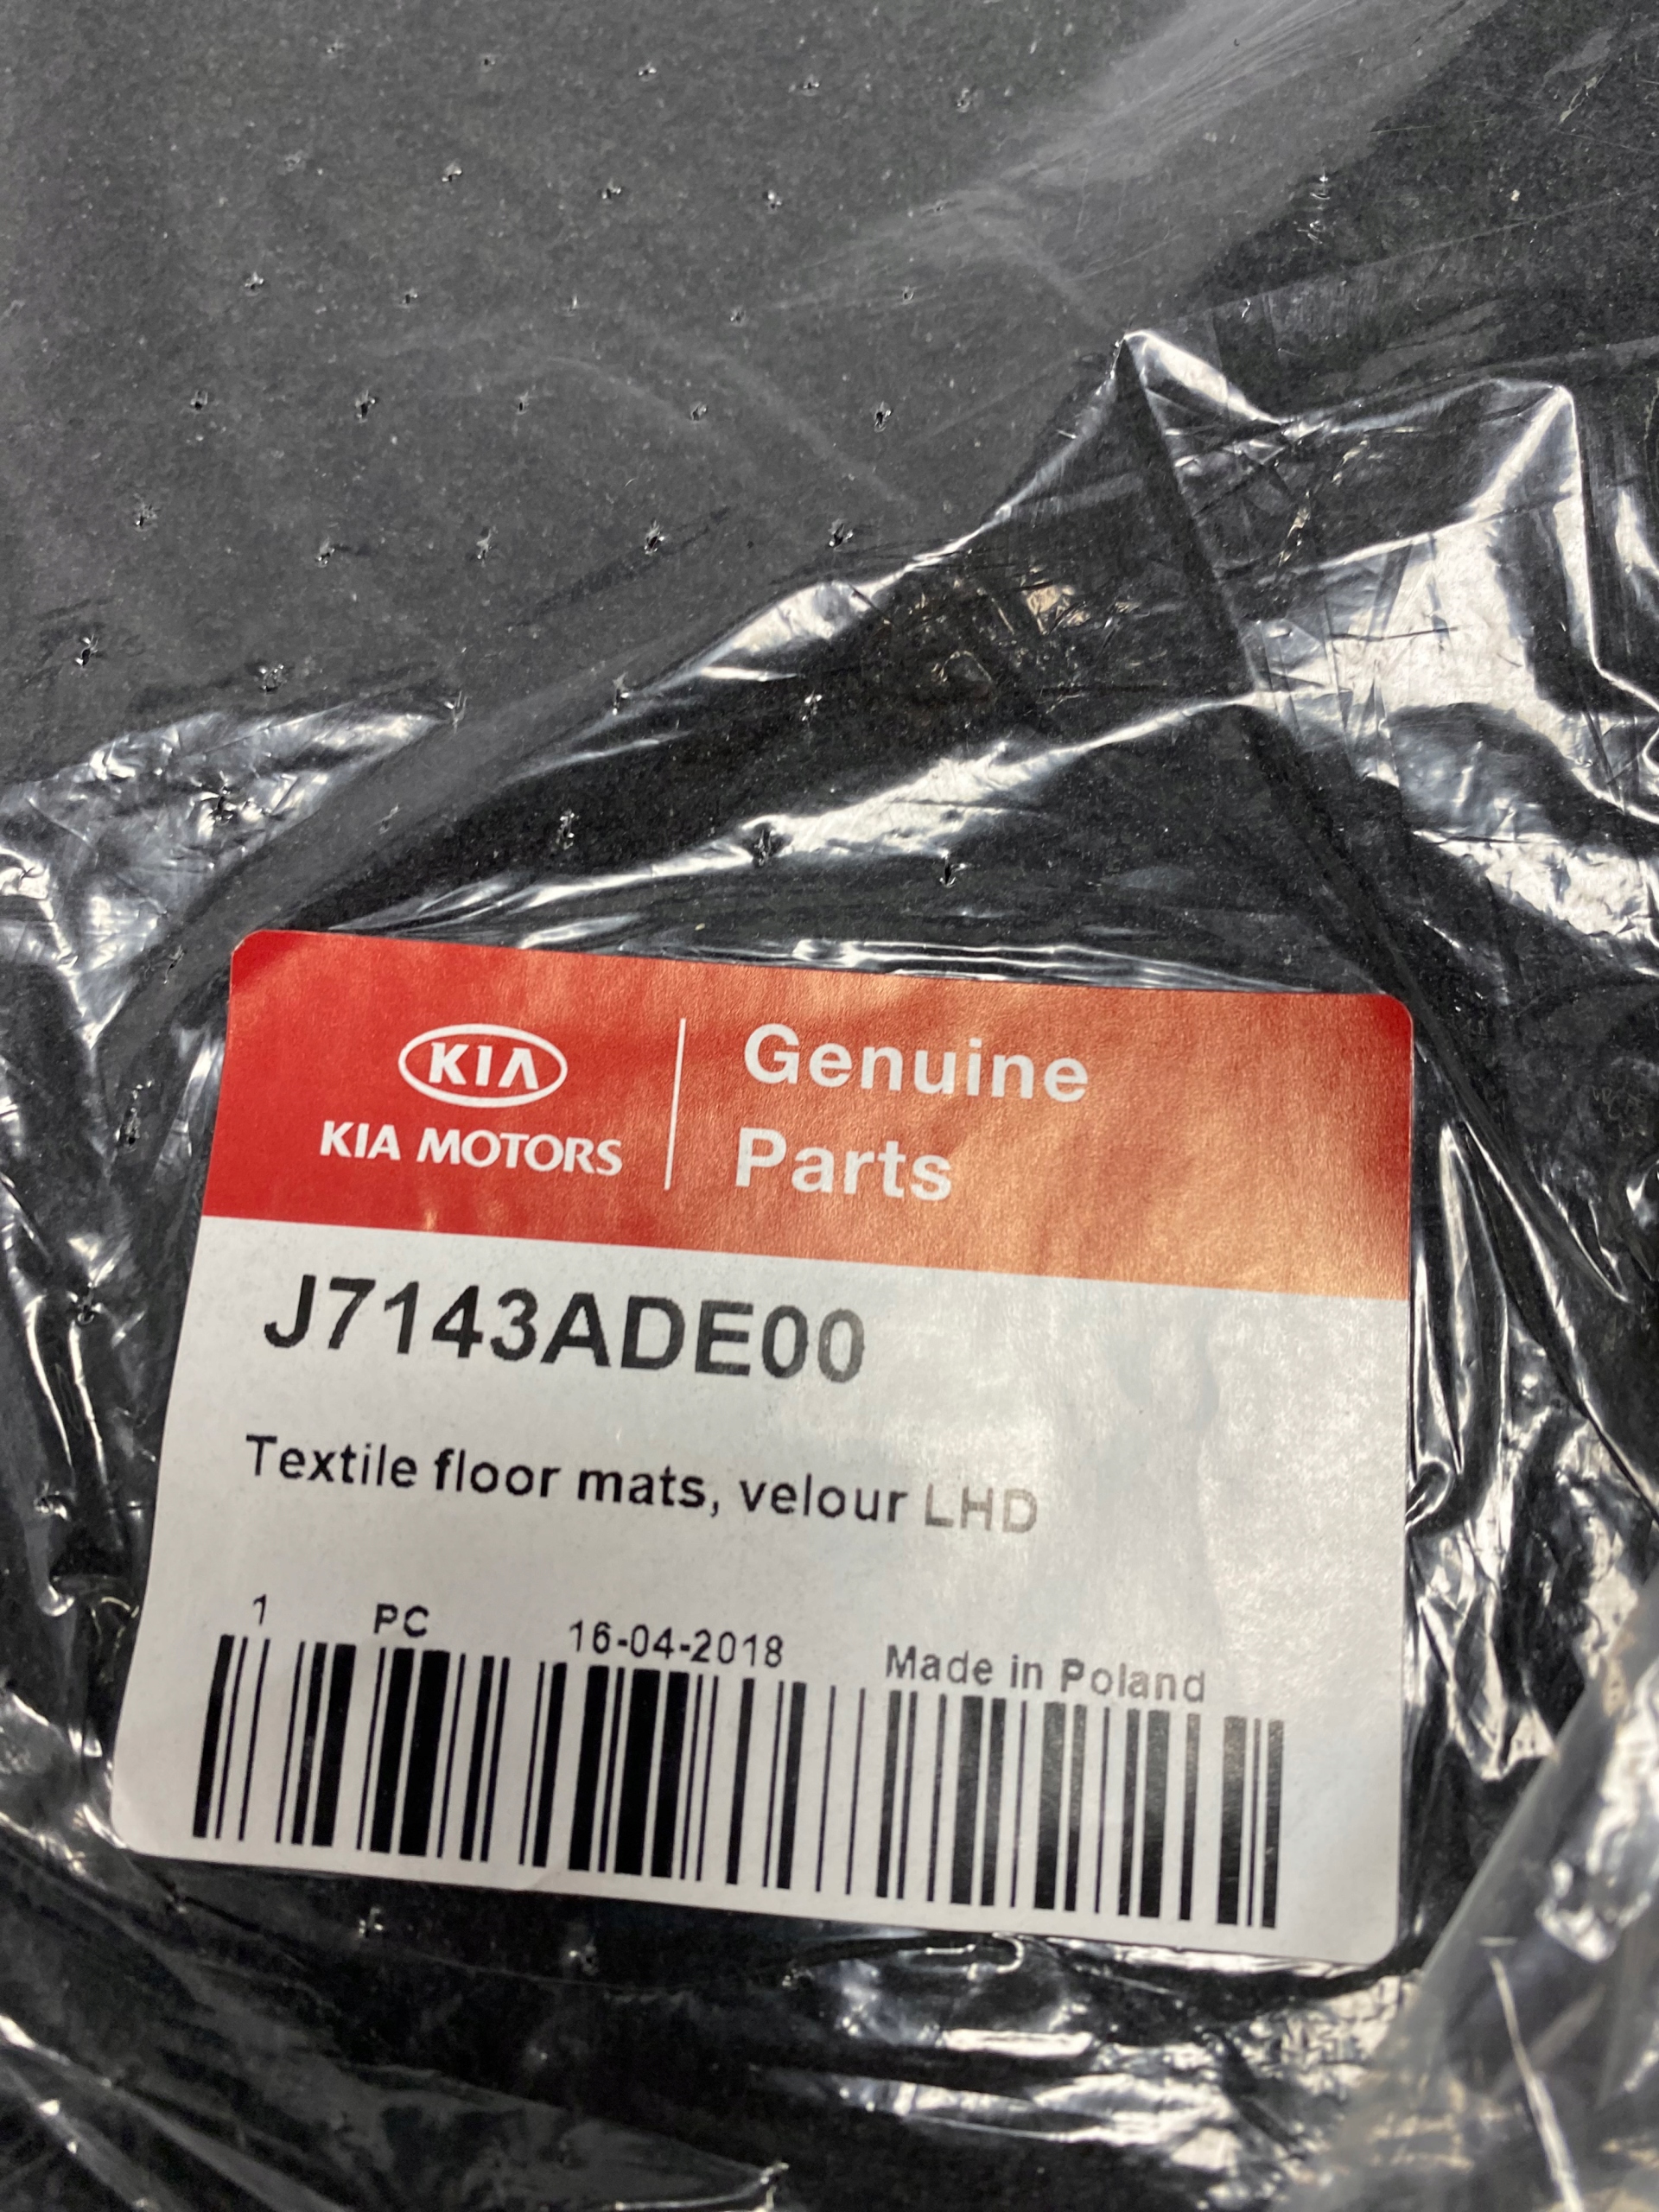 KIA
KIA MOTORS
Genuine
Parts
J7143ADE00
Textile floor mats, velour LHD
1 PC 16-04-2018 Made in Poland